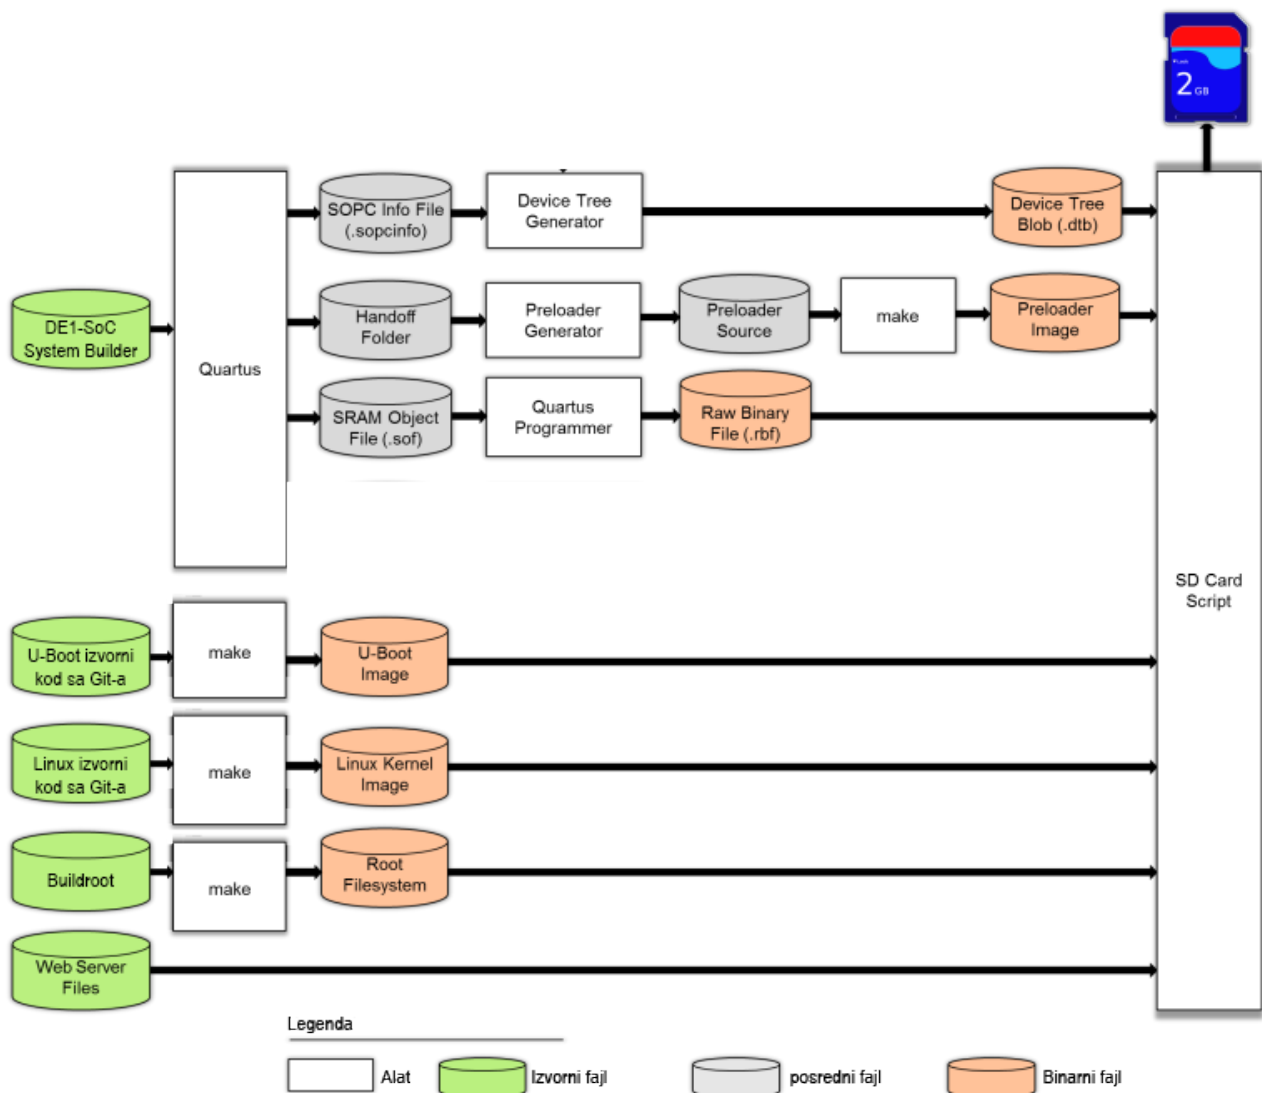 2 GB
SOPC Info File
(.sopcinfo)
Device Tree
Generator
Device Tree
Blob (.dtb)
DE1-SoC
System Builder
Quartus
Handoff
Folder
Preloader
Generator
Preloader
Source
make
Preloader
Image
SRAM Object
File (.sof)
Quartus
Programmer
Raw Binary
File (.rbf)
SD Card
Script
U-Boot izvorni
kod sa Git-a
make
U-Boot
Image
Linux izvorni
kod sa Git-a
make
Linux Kernel
Image
Buildroot
make
Root
Filesystem
Web Server
Files
Legenda
Alat
Izvorni fajl
posredni fajl
Binarni fajl